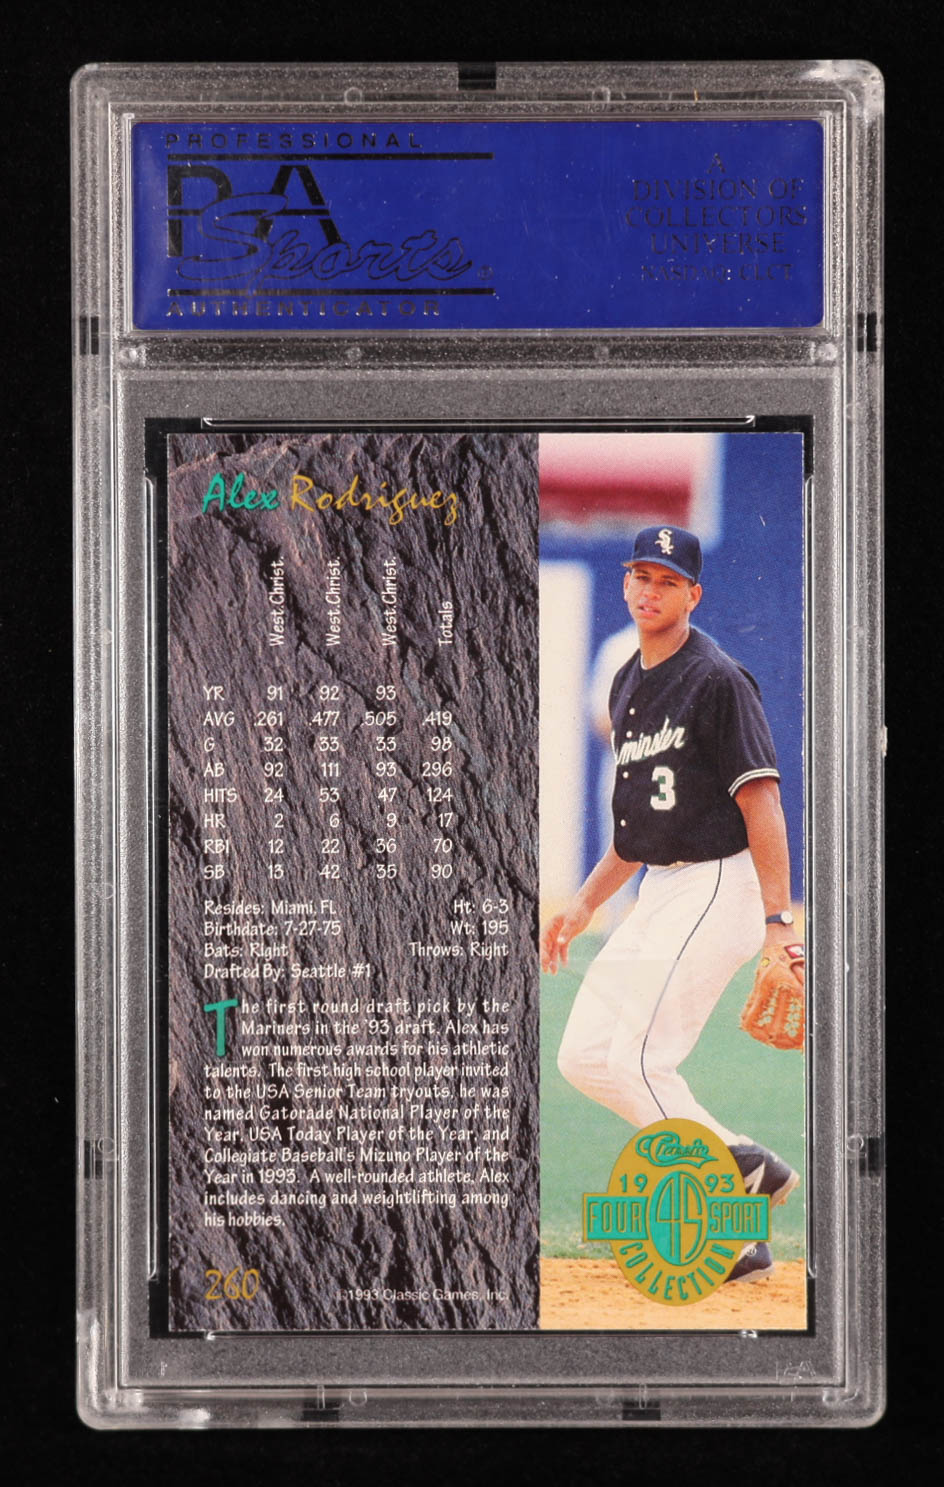 PROFESSIONAL
PSA
Sports
AUTHENTICATOR
A
DIVISION OF
COLLECTORS
UNIVERSE
NASDAQ: CLCT
Alex Rodriguez
West. Christ. West. Christ. West. Christ. Totals
YR 91 92 93
AVG .261 .477 .505 .419
G 32 33 33 98
AB 92 111 93 296
HITS 24 53 47 124
HR 2 6 9 17
RBI 12 22 36 70
SB 13 42 35 90
Resides: Miami, FL Ht: 6-3
Birthdate: 7-27-75 Wt: 195
Bats: Right Throws: Right
Drafted By: Seattle #1
The first round draft pick by the
Mariners in the '93 draft, Alex has
won numerous awards for his athletic
talents. The first high school player invited
to the USA Senior Team tryouts, he was
named Gatorade National Player of the
Year, USA Today Player of the Year, and
Collegiate Baseball's Mizuno Player of the
Year in 1993. A well-rounded athlete, Alex
includes dancing and weightlifting among
his hobbies.
260
©1993 Classic Games, Inc.
Sox
minster
3
Classic
1993
FOUR 4S SPORT
COLLECTION
PSA